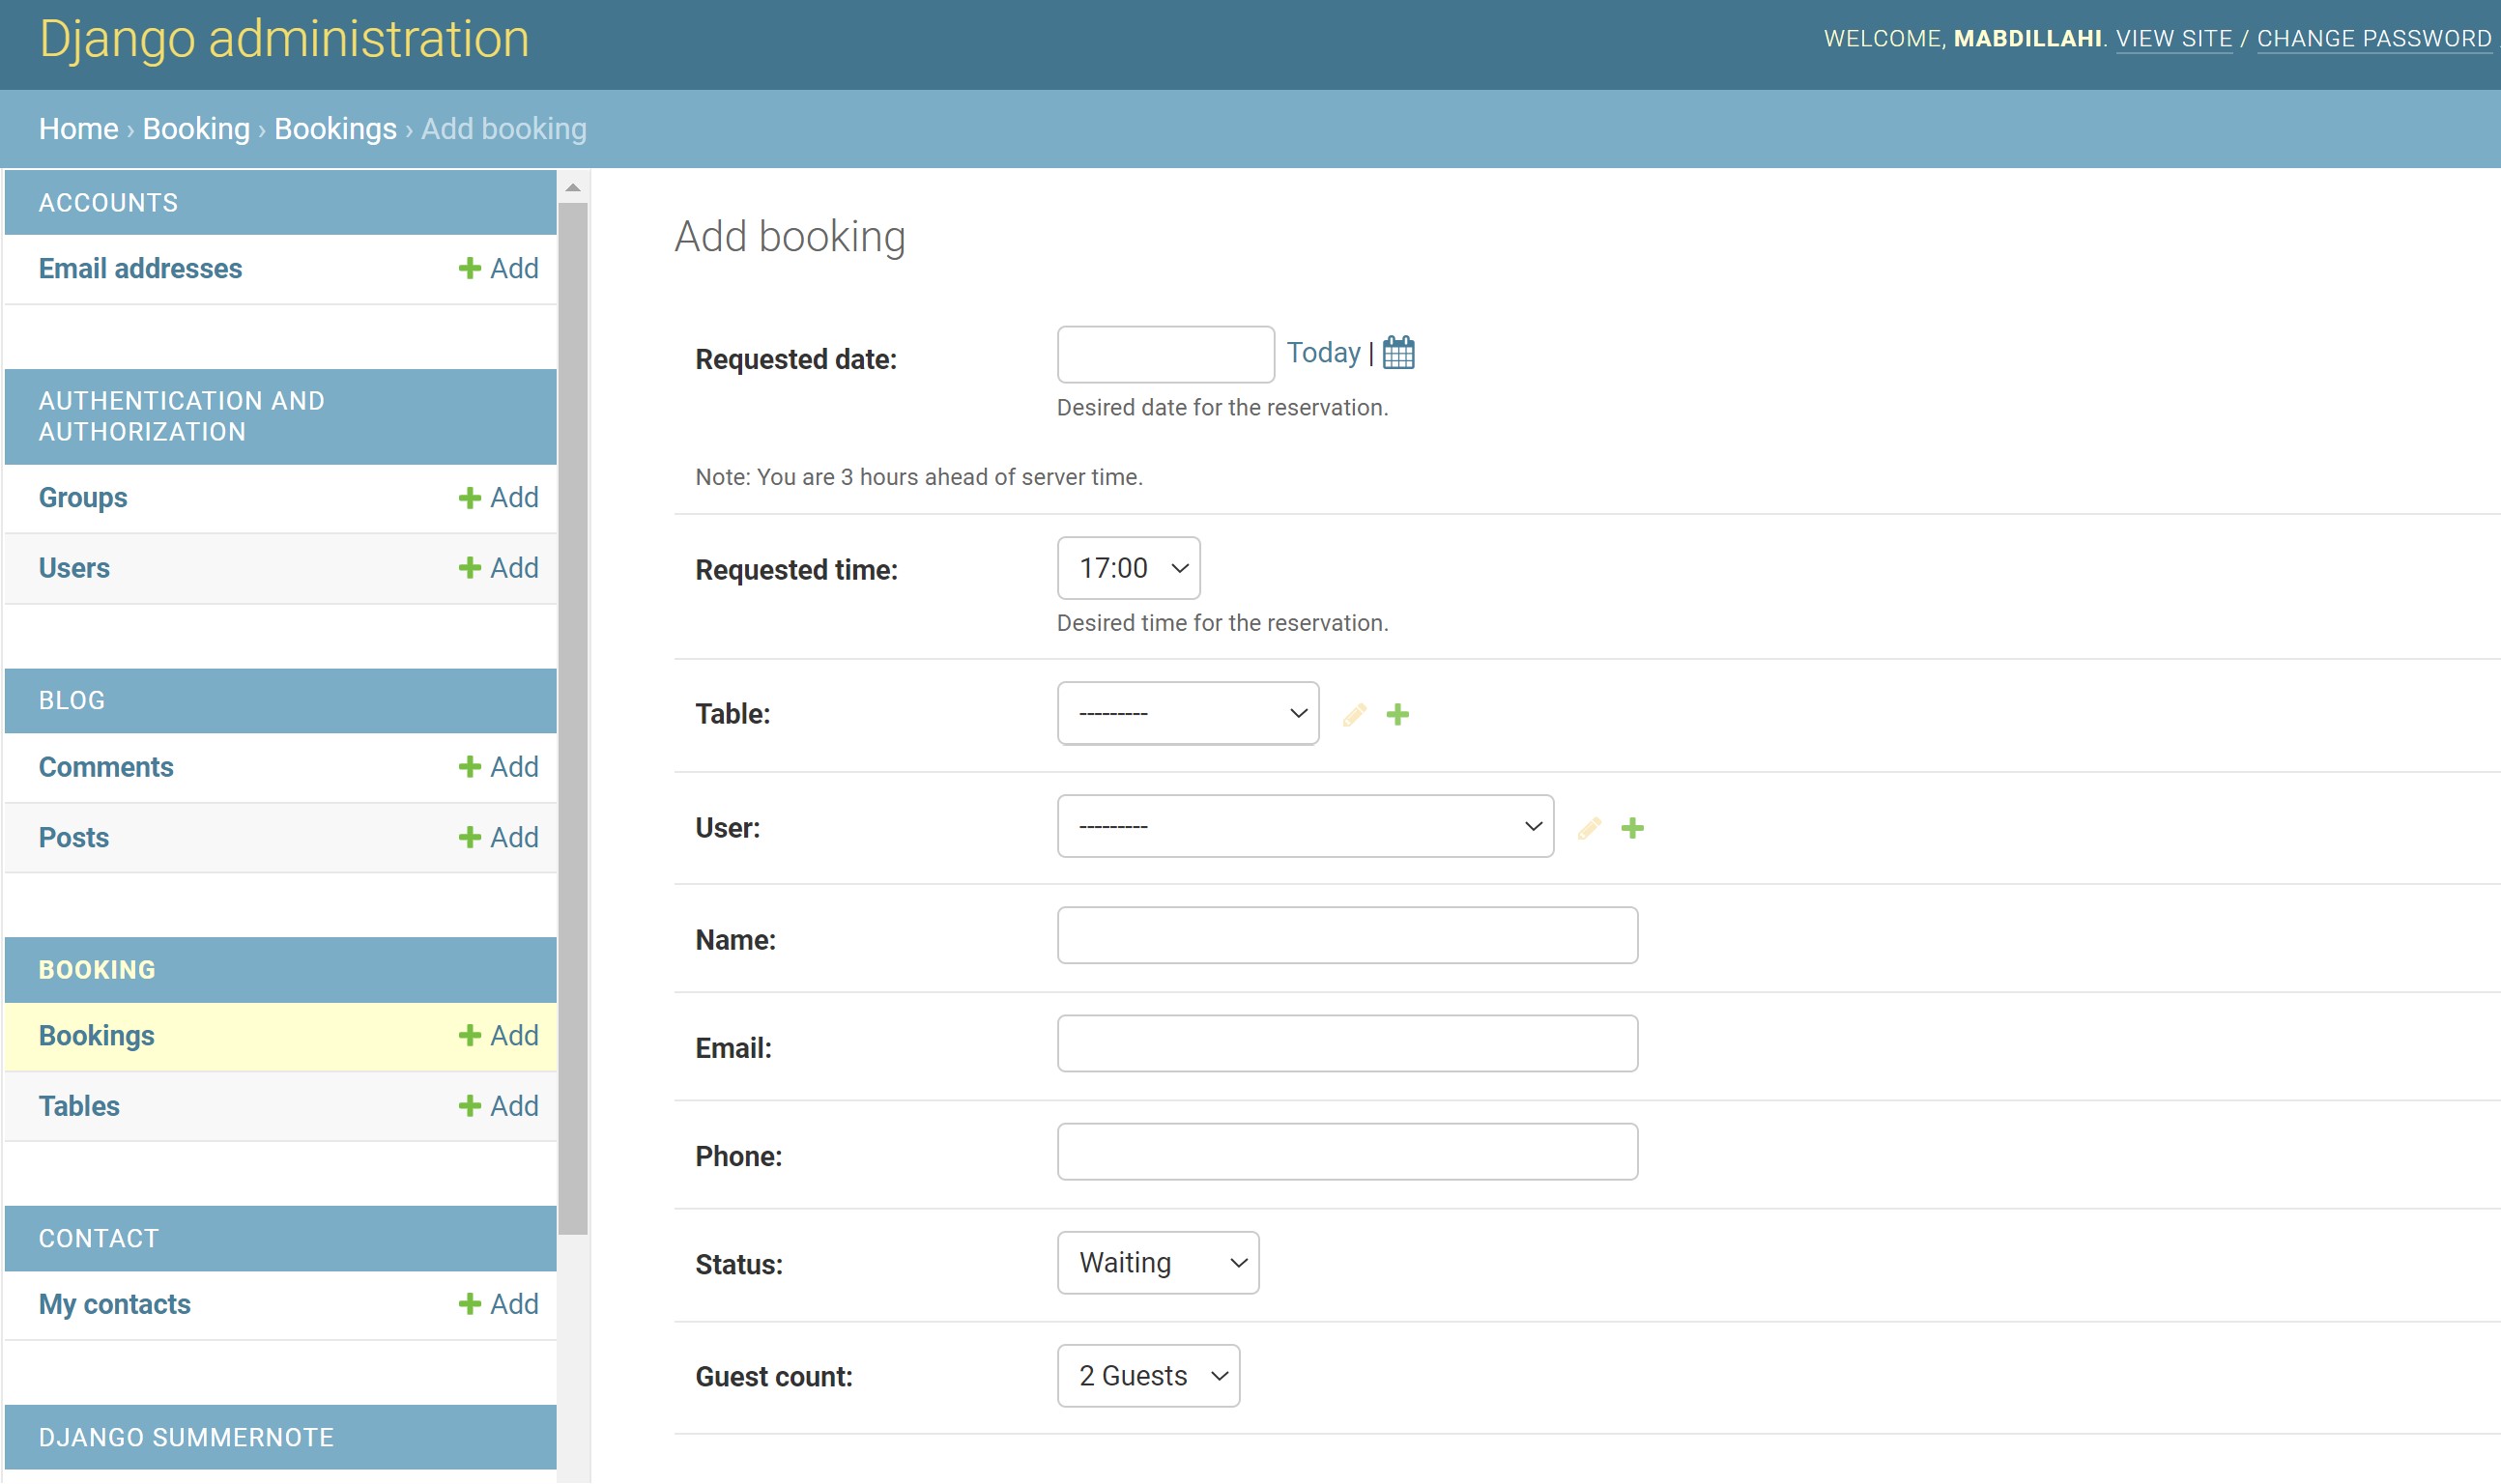 Django administration
WELCOME, MABDILLAHI. VIEW SITE / CHANGE PASSWORD
Home › Booking › Bookings › Add booking
ACCOUNTS
Email addresses Add
AUTHENTICATION AND
AUTHORIZATION
Groups Add
Users Add
BLOG
Comments Add
Posts Add
BOOKING
Bookings Add
Tables Add
CONTACT
My contacts Add
DJANGO SUMMERNOTE
Add booking
Requested date: Today |
Desired date for the reservation.
Note: You are 3 hours ahead of server time.
Requested time: 17:00
Desired time for the reservation.
Table: ---------
User: ---------
Name:
Email:
Phone:
Status: Waiting
Guest count: 2 Guests